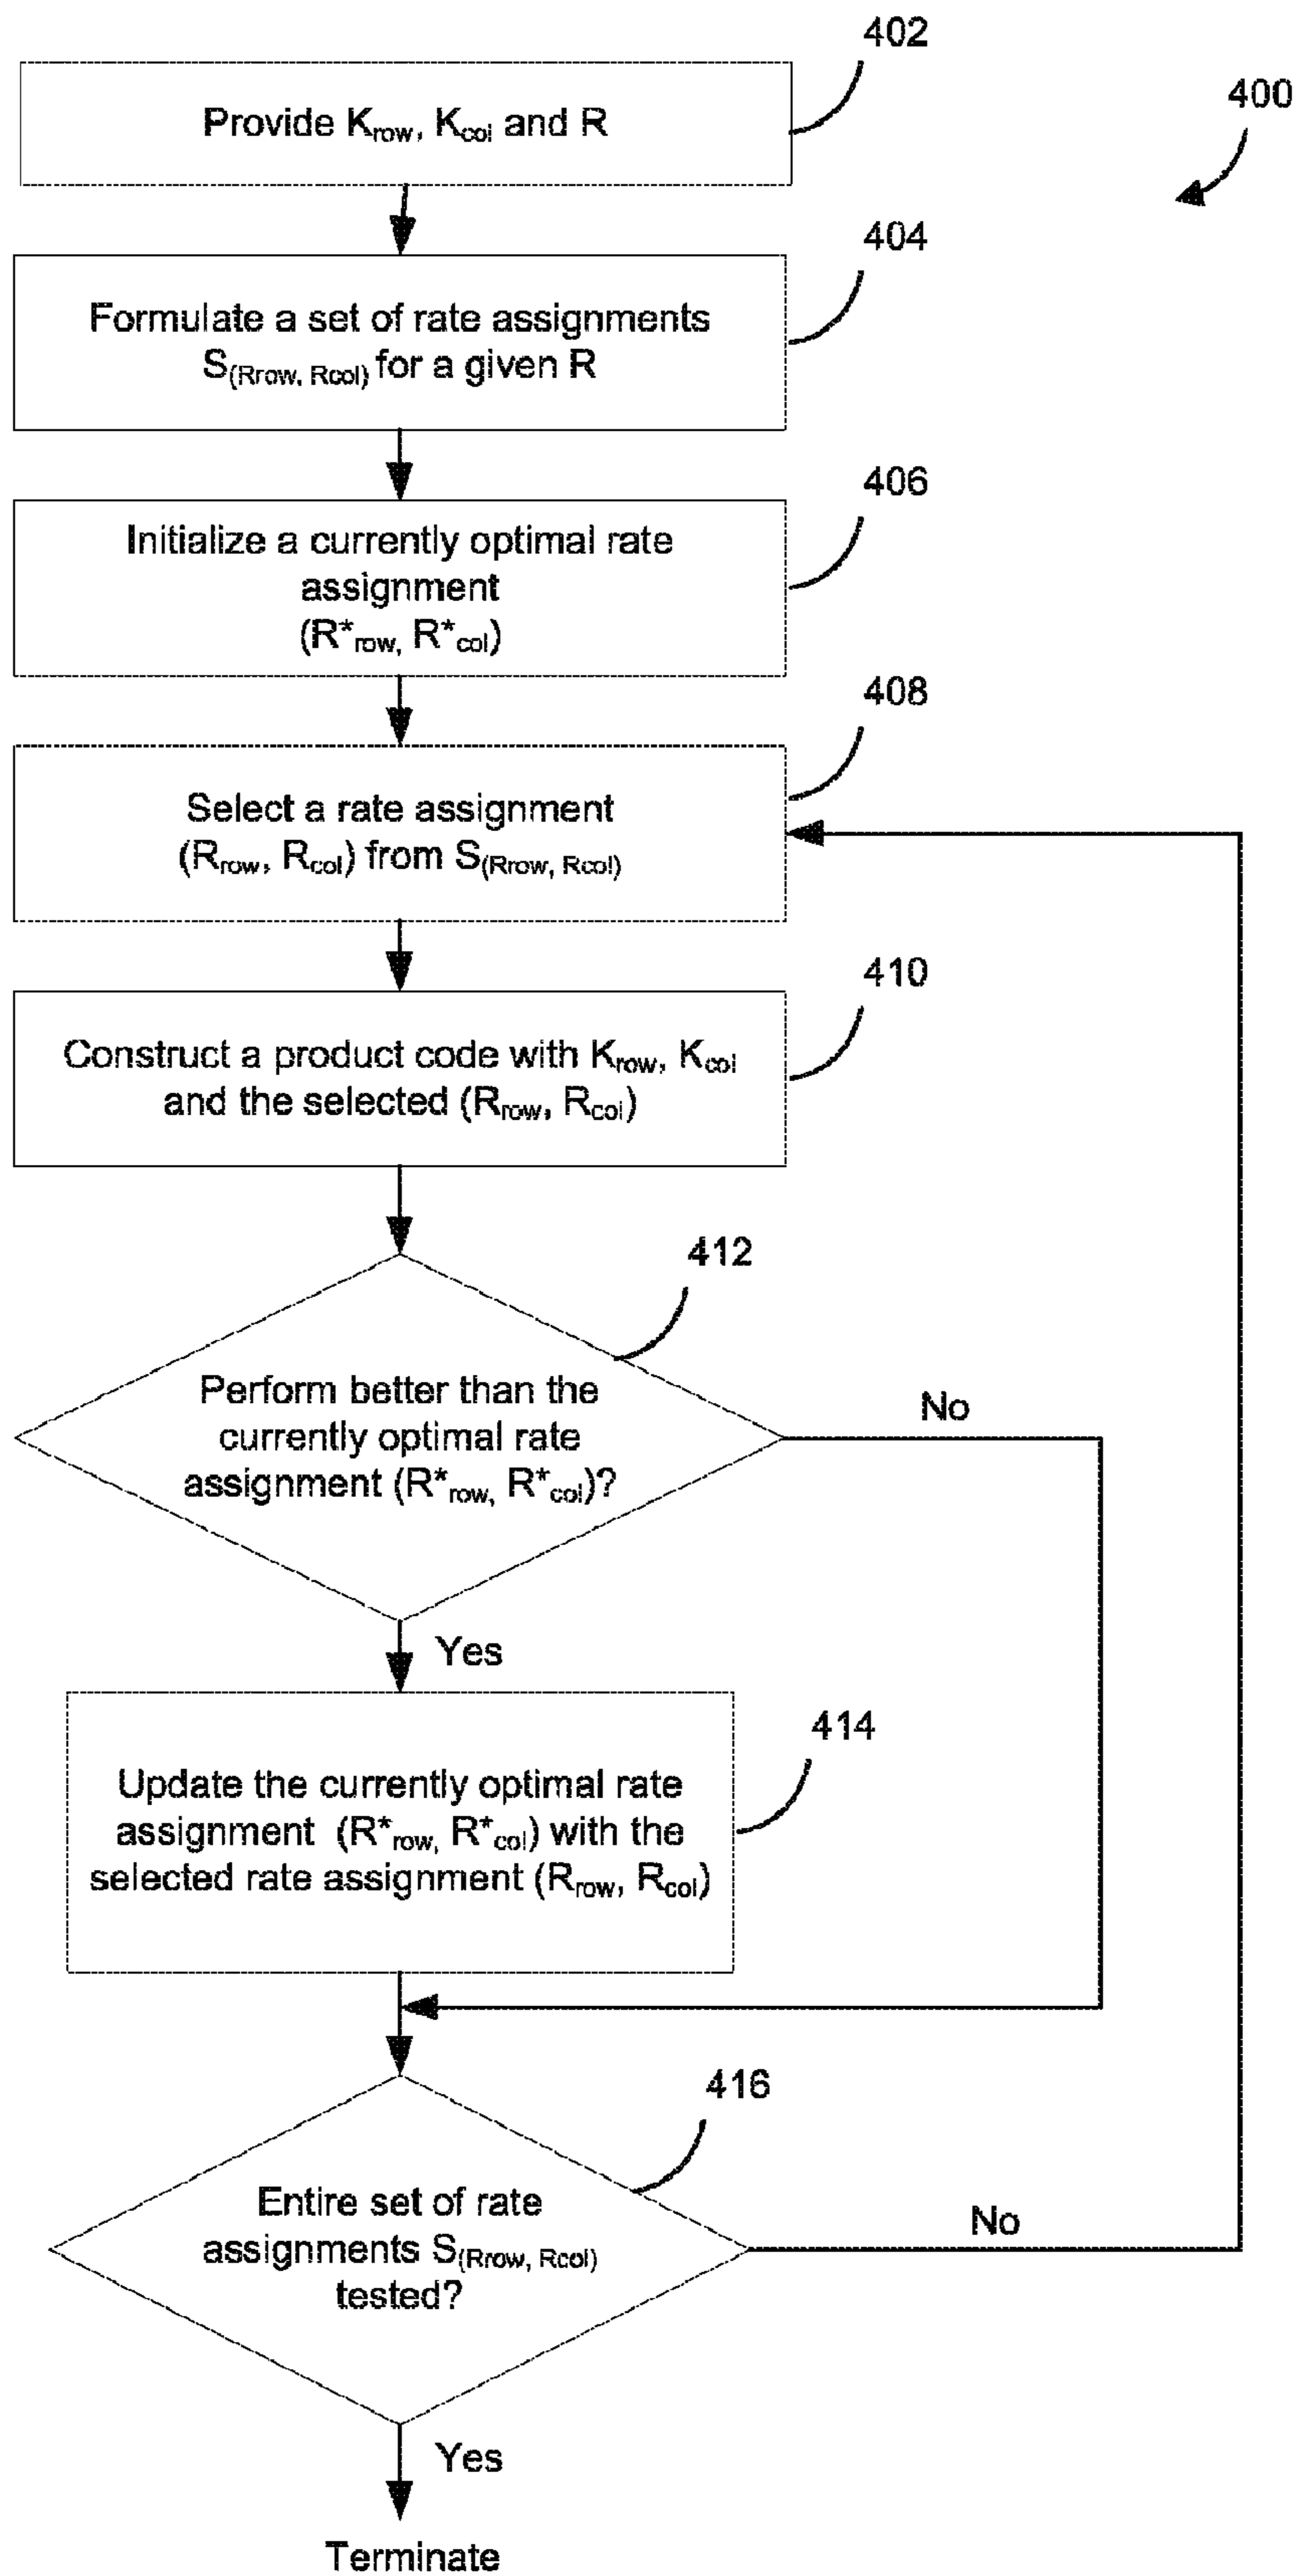 402
400
Provide Krow, Kcol and R
404
Formulate a set of rate assignments
S(Rrow, Rcol) for a given R
406
Initialize a currently optimal rate
assignment
(R*row, R*col)
408
Select a rate assignment
(Rrow, Rcol) from S(Rrow, Rcol)
410
Construct a product code with Krow, Kcol
and the selected (Rrow, Rcol)
412
Perform better than the
currently optimal rate
assignment (R*row, R*col)?
No
Yes
414
Update the currently optimal rate
assignment (R*row, R*col) with the
selected rate assignment (Rrow, Rcol)
416
Entire set of rate
assignments S(Rrow, Rcol)
tested?
No
Yes
Terminate